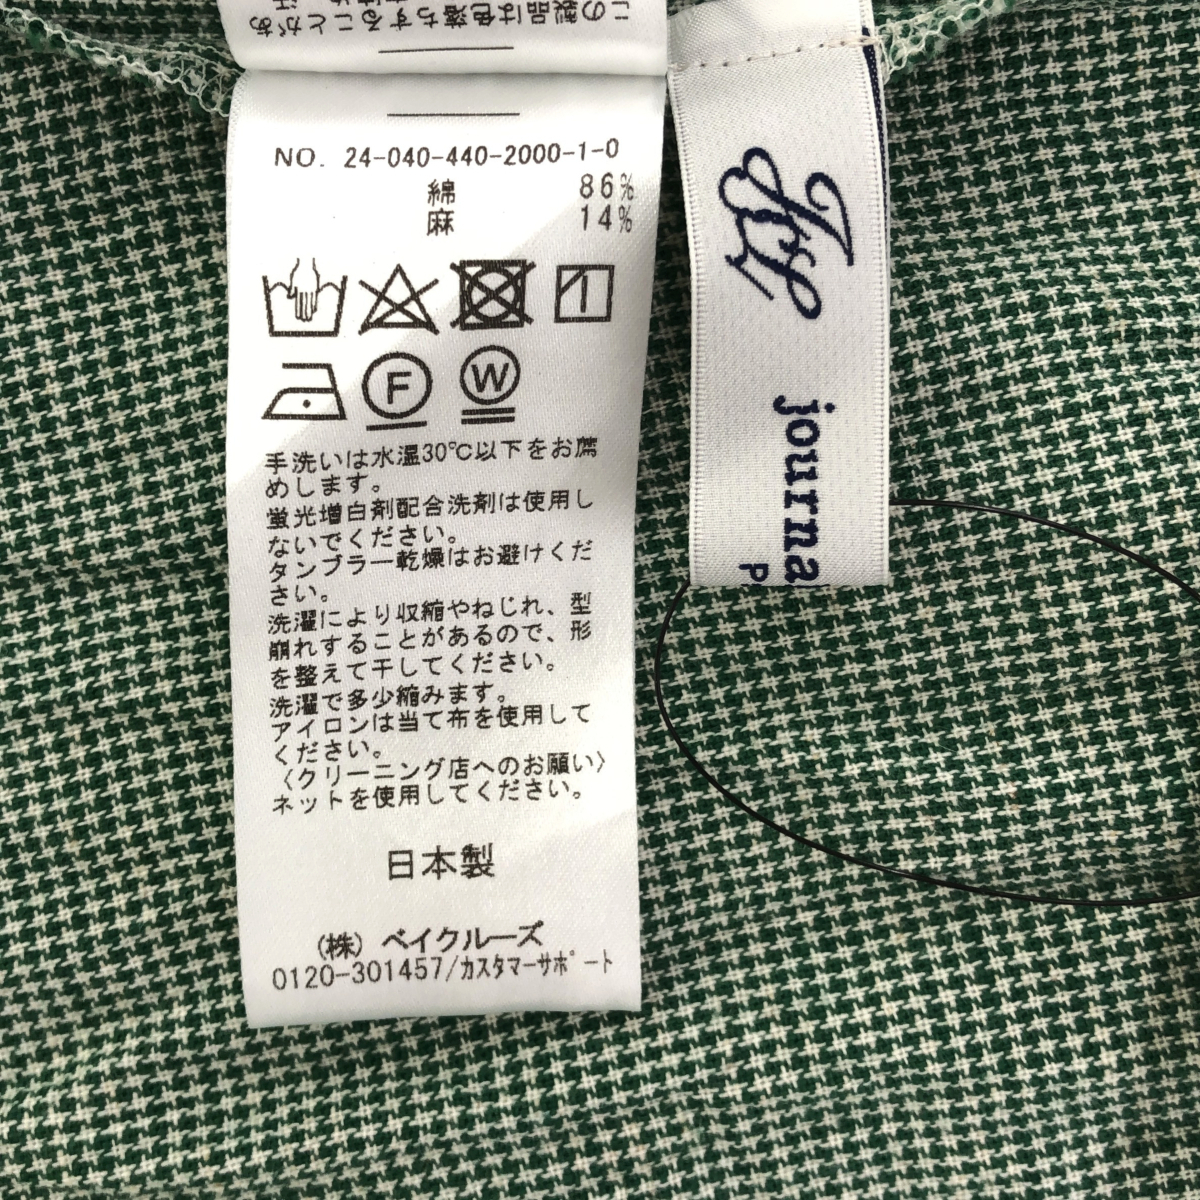 この製品は色落ちすることがあ
NO. 24-040-440-2000-1-0
綿 86%
麻 14%
F W
手洗いは水温30℃以下をお薦
めします。
蛍光増白剤配合洗剤は使用し
ないでください。
タンブラー乾燥はお避けくだ
さい。
洗濯により収縮やねじれ、型
崩れすることがあるので、形
を整えて干してください。
洗濯で多少縮みます。
アイロンは当て布を使用して
ください。
〈クリーニング店へのお願い〉
ネットを使用してください。
日本製
(株) ベイクルーズ
0120-301457/カスタマーサポート
journa
P